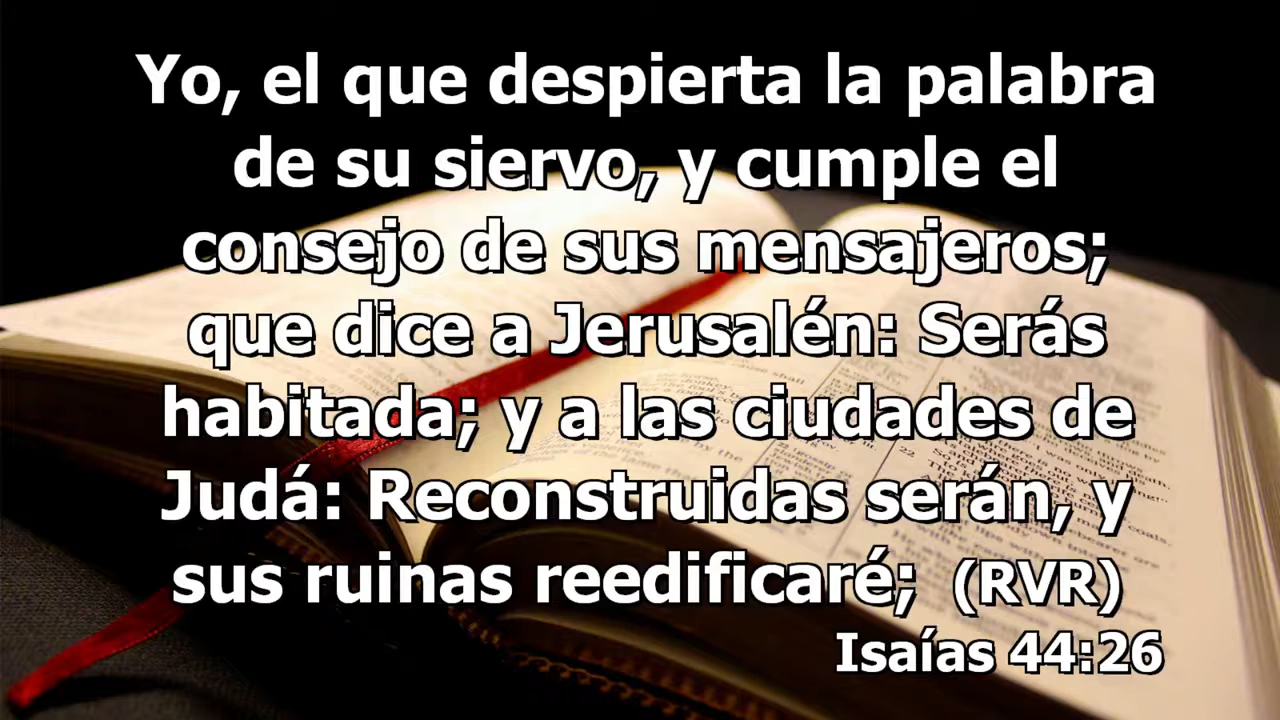 Yo, el que despierta la palabra
de su siervo, y cumple el
consejo de sus mensajeros;
que dice a Jerusalén: Serás
habitada; y a las ciudades de
Judá: Reconstruidas serán, y
sus ruinas reedificaré; (RVR)
Isaías 44:26